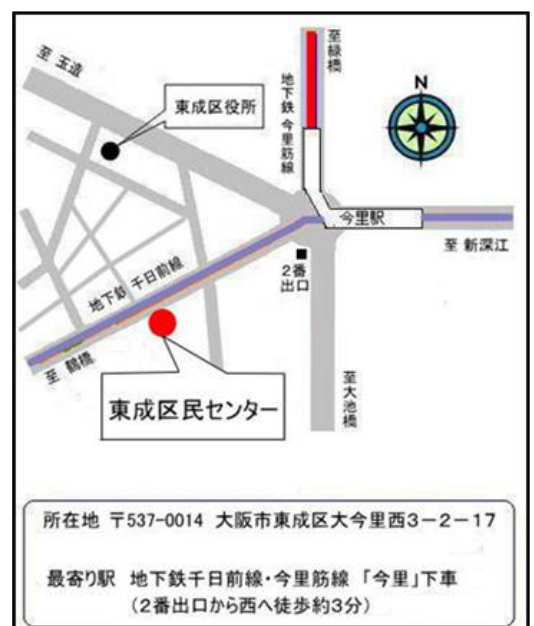 至 玉造
東成区役所
地下鉄 今里筋線
至緑橋
N
今里駅
至 新深江
2番
出口
地下鉄 千日前線
至 鶴橋
東成区民センター
至大池橋
所在地 〒537-0014 大阪市東成区大今里西3-2-17
最寄り駅 地下鉄千日前線・今里筋線 「今里」下車
(2番出口から西へ徒歩約3分)